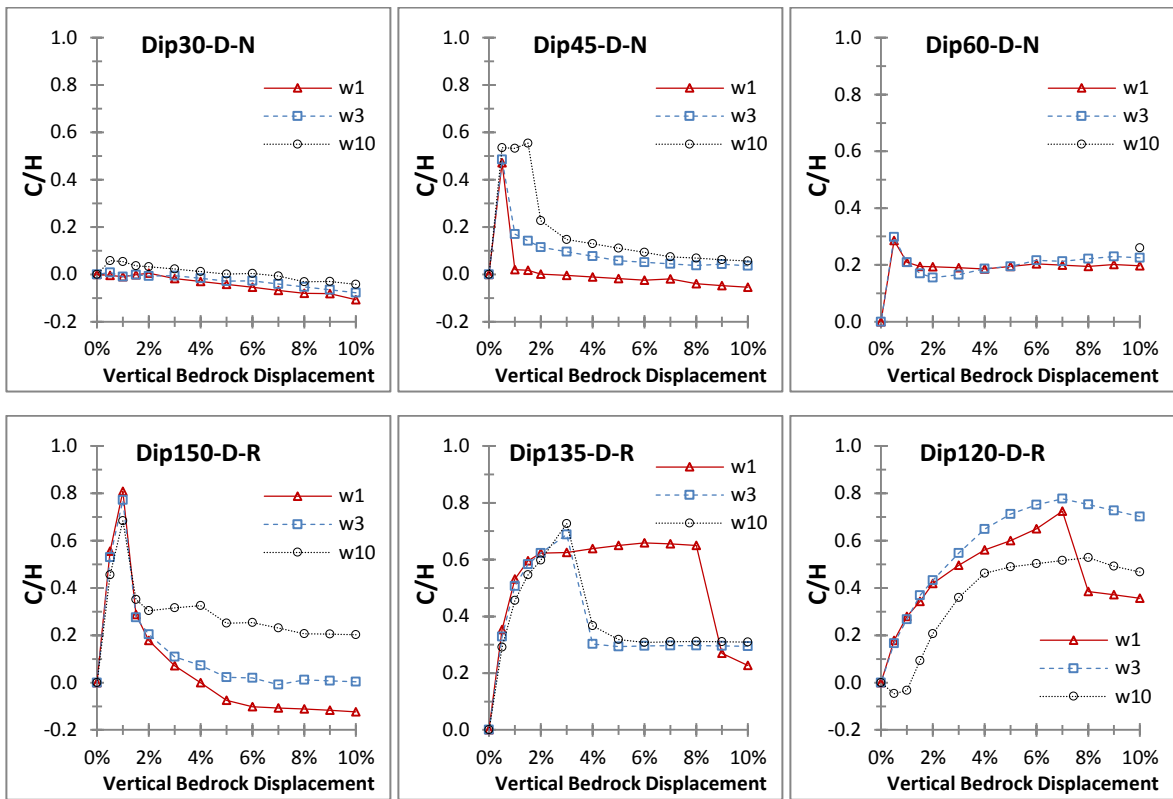 Dip30-D-N
w1
w3
w10
C/H
1.0
0.8
0.6
0.4
0.2
0.0
-0.2
0% 2% 4% 6% 8% 10%
Vertical Bedrock Displacement
Dip45-D-N
w1
w3
w10
C/H
1.0
0.8
0.6
0.4
0.2
0.0
-0.2
0% 2% 4% 6% 8% 10%
Vertical Bedrock Displacement
Dip60-D-N
w1
w3
w10
C/H
1.0
0.8
0.6
0.4
0.2
0.0
0% 2% 4% 6% 8% 10%
Vertical Bedrock Displacement
Dip150-D-R
w1
w3
w10
C/H
1.0
0.8
0.6
0.4
0.2
0.0
-0.2
0% 2% 4% 6% 8% 10%
Vertical Bedrock Displacement
Dip135-D-R
w1
w3
w10
C/H
1.0
0.8
0.6
0.4
0.2
0.0
0% 2% 4% 6% 8% 10%
Vertical Bedrock Displacement
Dip120-D-R
w1
w3
w10
C/H
1.0
0.8
0.6
0.4
0.2
0.0
-0.2
0% 2% 4% 6% 8% 10%
Vertical Bedrock Displacement